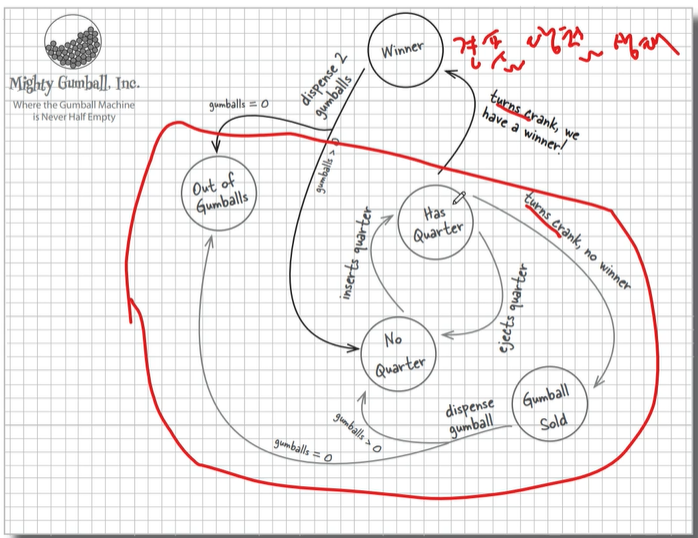 Mighty Gumball, Inc.
Where the Gumball Machine
is Never Half Empty
Winner
dispense 2
gumballs
gumballs = 0
gumballs > 0
turns crank, we
have a winner!
Out of
Gumballs
Has
Quarter
inserts quarter
turns crank, no winner
ejects quarter
No
Quarter
Gumball
Sold
dispense
gumball
gumballs > 0
gumballs = 0